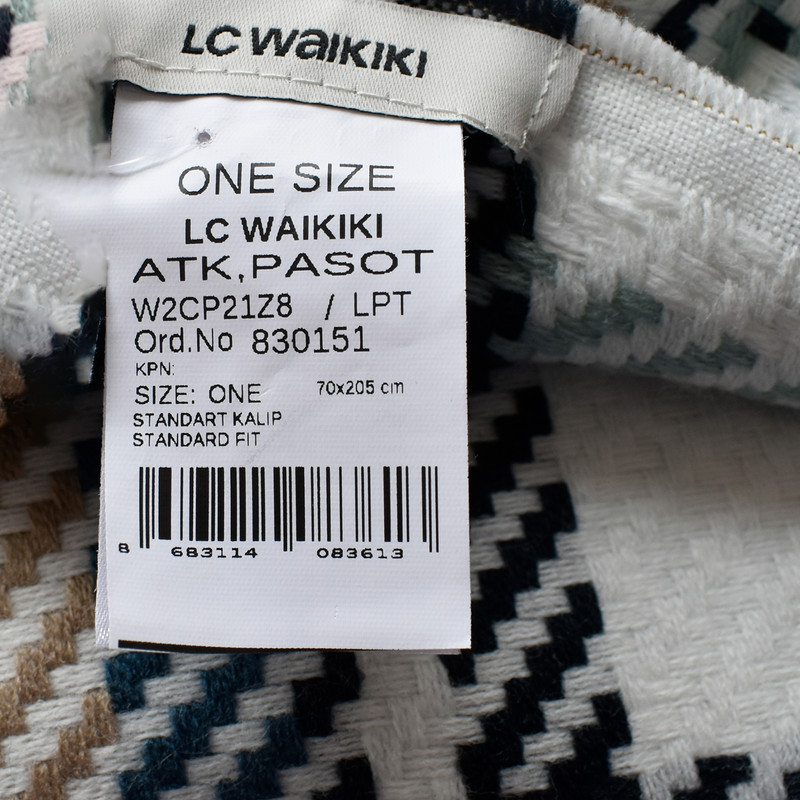 LC WAIKIKI
ONE SIZE
LC WAIKIKI
ATK,PASOT
W2CP21Z8 / LPT
Ord.No 830151
KPN:
SIZE: ONE 70x205 cm
STANDART KALIP
STANDARD FIT
8 683114 083613